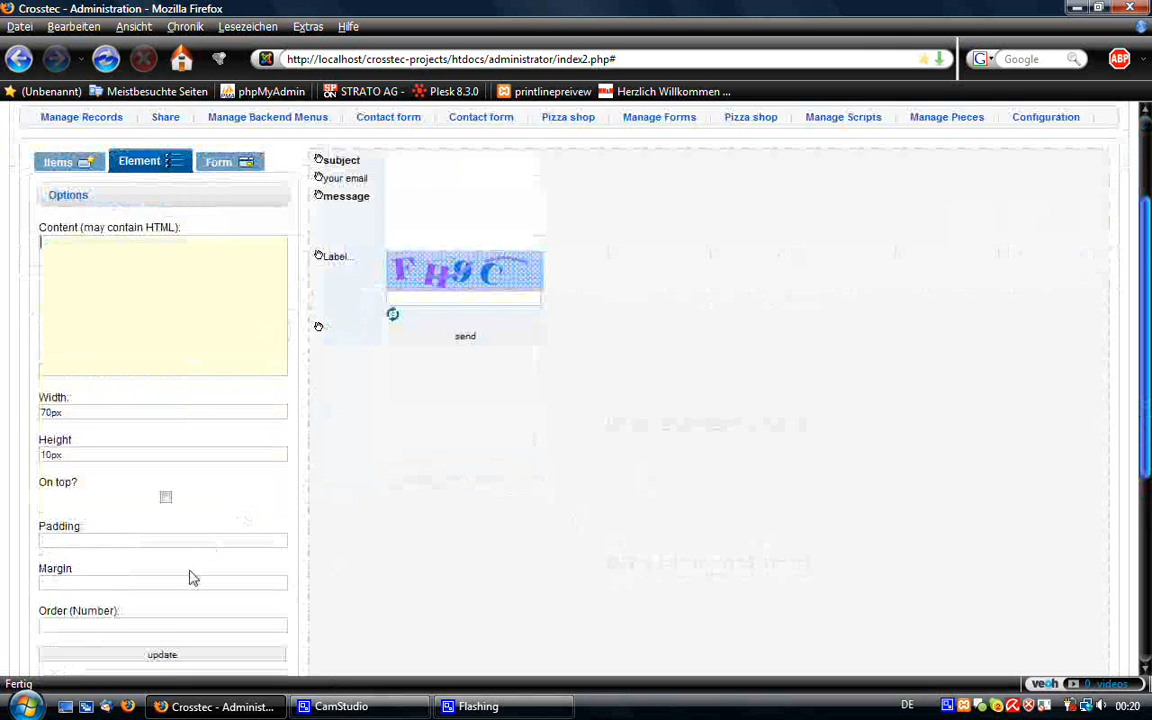 Crosstec - Administration - Mozilla Firefox
Datei Bearbeiten Ansicht Chronik Lesezeichen Extras Hilfe
http://localhost/crosstec-projects/htdocs/administrator/index2.php#
Google
ABP
(Unbenannt) Meistbesuchte Seiten phpMyAdmin STRATO AG - Plesk 8.3.0 printlinepreivew Herzlich Willkommen ...
Manage Records Share Manage Backend Menus Contact form Contact form Pizza shop Manage Forms Pizza shop Manage Scripts Manage Pieces Configuration
Items Element Form
Options
Content (may contain HTML):
Width:
70px
Height
10px
On top?
Padding:
Margin
Order (Number):
update
subject
your email
message
Label...
FH9C
send
Fertig
veoh 0 videos
Crosstec - Administ... CamStudio Flashing DE 00:20